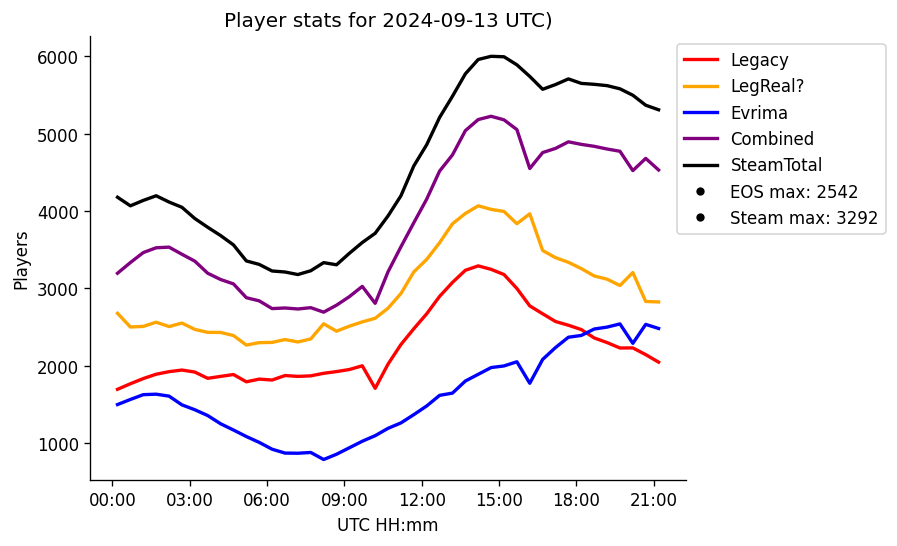 Player stats for 2024-09-13 UTC)
Players
6000
5000
4000
3000
2000
1000
00:00
03:00
06:00
09:00
12:00
15:00
18:00
21:00
UTC HH:mm
Legacy
LegReal?
Evrima
Combined
SteamTotal
EOS max: 2542
Steam max: 3292